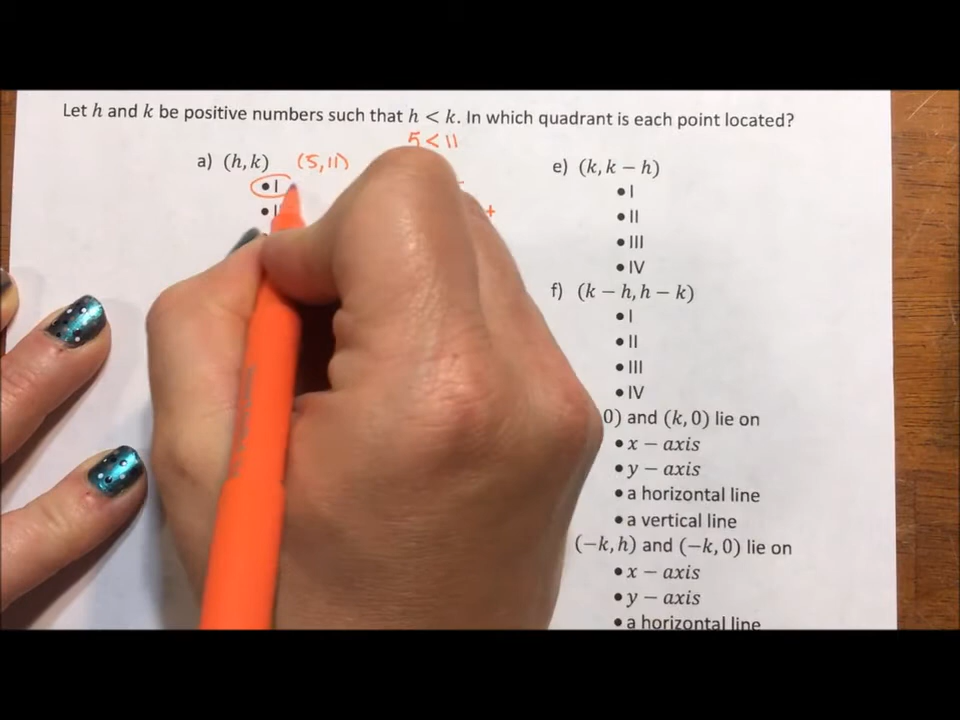 Let h and k be positive numbers such that h < k. In which quadrant is each point located?
5 < 11
a) (h, k) (5, 11)
• I
•
+
e) (k, k − h)
• I
• II
• III
• IV
f) (k − h, h − k)
• I
• II
• III
• IV
0) and (k, 0) lie on
• x − axis
• y − axis
• a horizontal line
• a vertical line
(−k, h) and (−k, 0) lie on
• x − axis
• y − axis
• a horizontal line